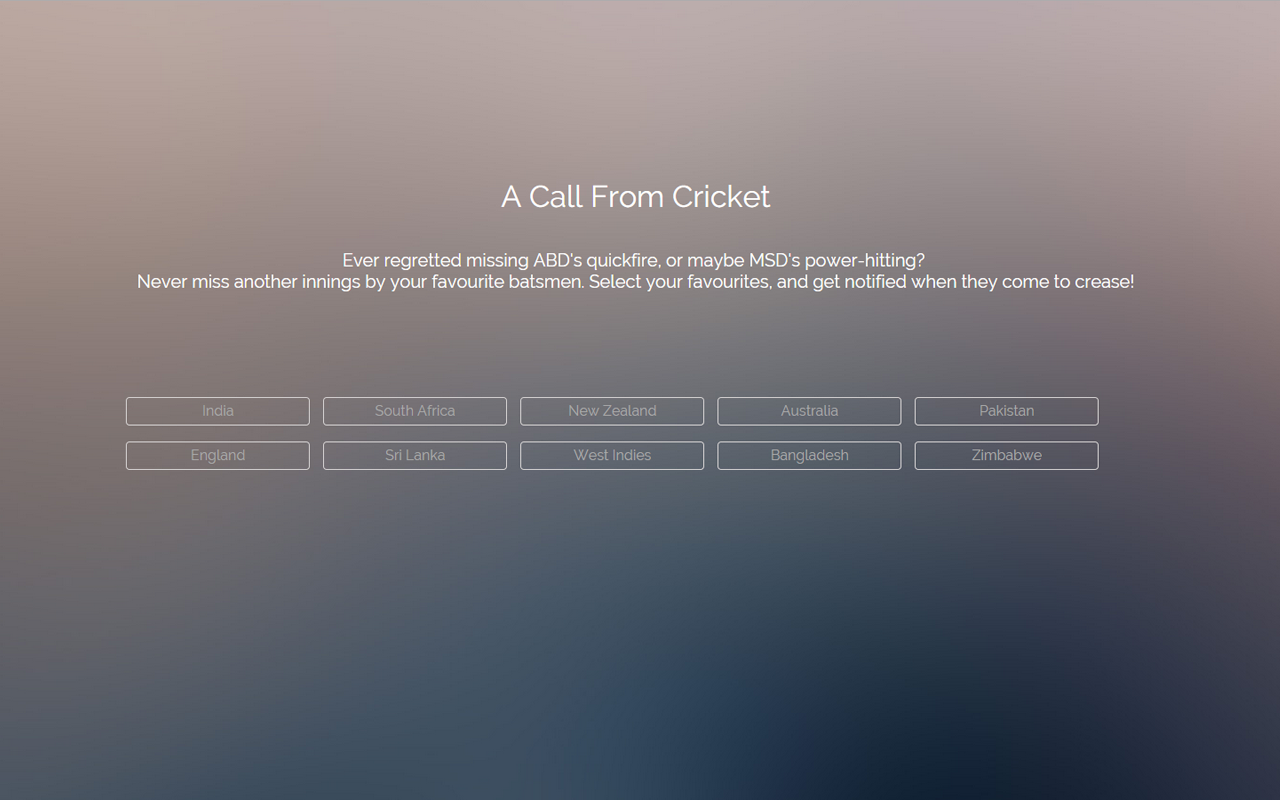 A Call From Cricket
Ever regretted missing ABD's quickfire, or maybe MSD's power-hitting?
Never miss another innings by your favourite batsmen. Select your favourites, and get notified when they come to crease!
India South Africa New Zealand Australia Pakistan
England Sri Lanka West Indies Bangladesh Zimbabwe